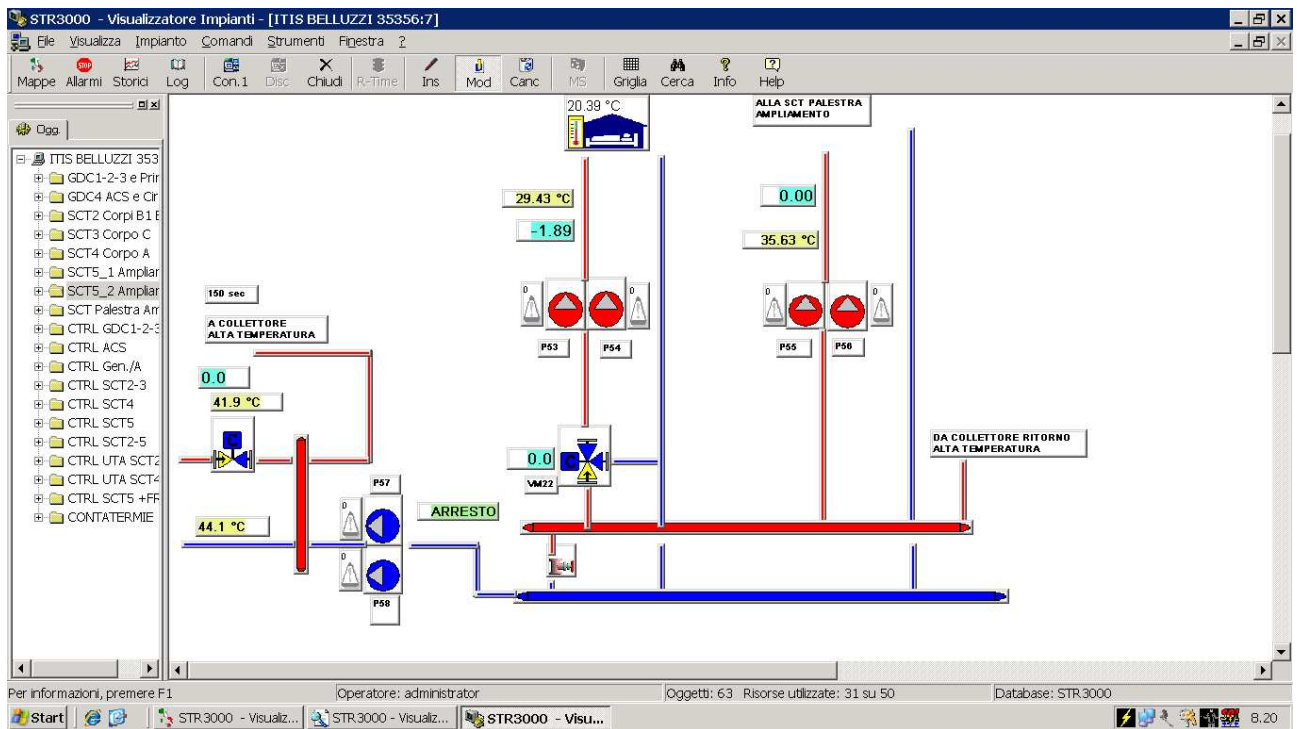 STR3000 - Visualizzatore Impianti - [ITIS BELLUZZI 35356:7]
File Visualizza Impianto Comandi Strumenti Finestra ?
Mappe Allarmi Storici Log Con.1 Disc Chiudi R-Time Ins Mod Canc MS Griglia Cerca Info Help
Ogg.
ITIS BELLUZZI 353
GDC1-2-3 e Prir
GDC4 ACS e Cir
SCT2 Corpi B1 E
SCT3 Corpo C
SCT4 Corpo A
SCT5_1 Ampliar
SCT5_2 Ampliar
SCT Palestra Am
CTRL GDC1-2-3
CTRL ACS
CTRL Gen./A
CTRL SCT2-3
CTRL SCT4
CTRL SCT5
CTRL SCT2-5
CTRL UTA SCT2
CTRL UTA SCT4
CTRL SCT5 +FF
CONTATERMIE
20.39 °C
ALLA SCT PALESTRA
AMPLIAMENTO
29.43 °C
0.00
-1.89
35.63 °C
150 sec
0
0
0
0
A COLLETTORE
ALTA TEMPERATURA
P53
P54
P55
P56
0.0
41.9 °C
C
DA COLLETTORE RITORNO
ALTA TEMPERATURA
0.0
C
VM22
P57
0
ARRESTO
44.1 °C
0
P58
Per informazioni, premere F1
Operatore: administrator
Oggetti: 63 Risorse utilizzate: 31 su 50
Database: STR3000
Start
STR3000 - Visualiz...
STR3000 - Visualiz...
STR3000 - Visu...
8.20